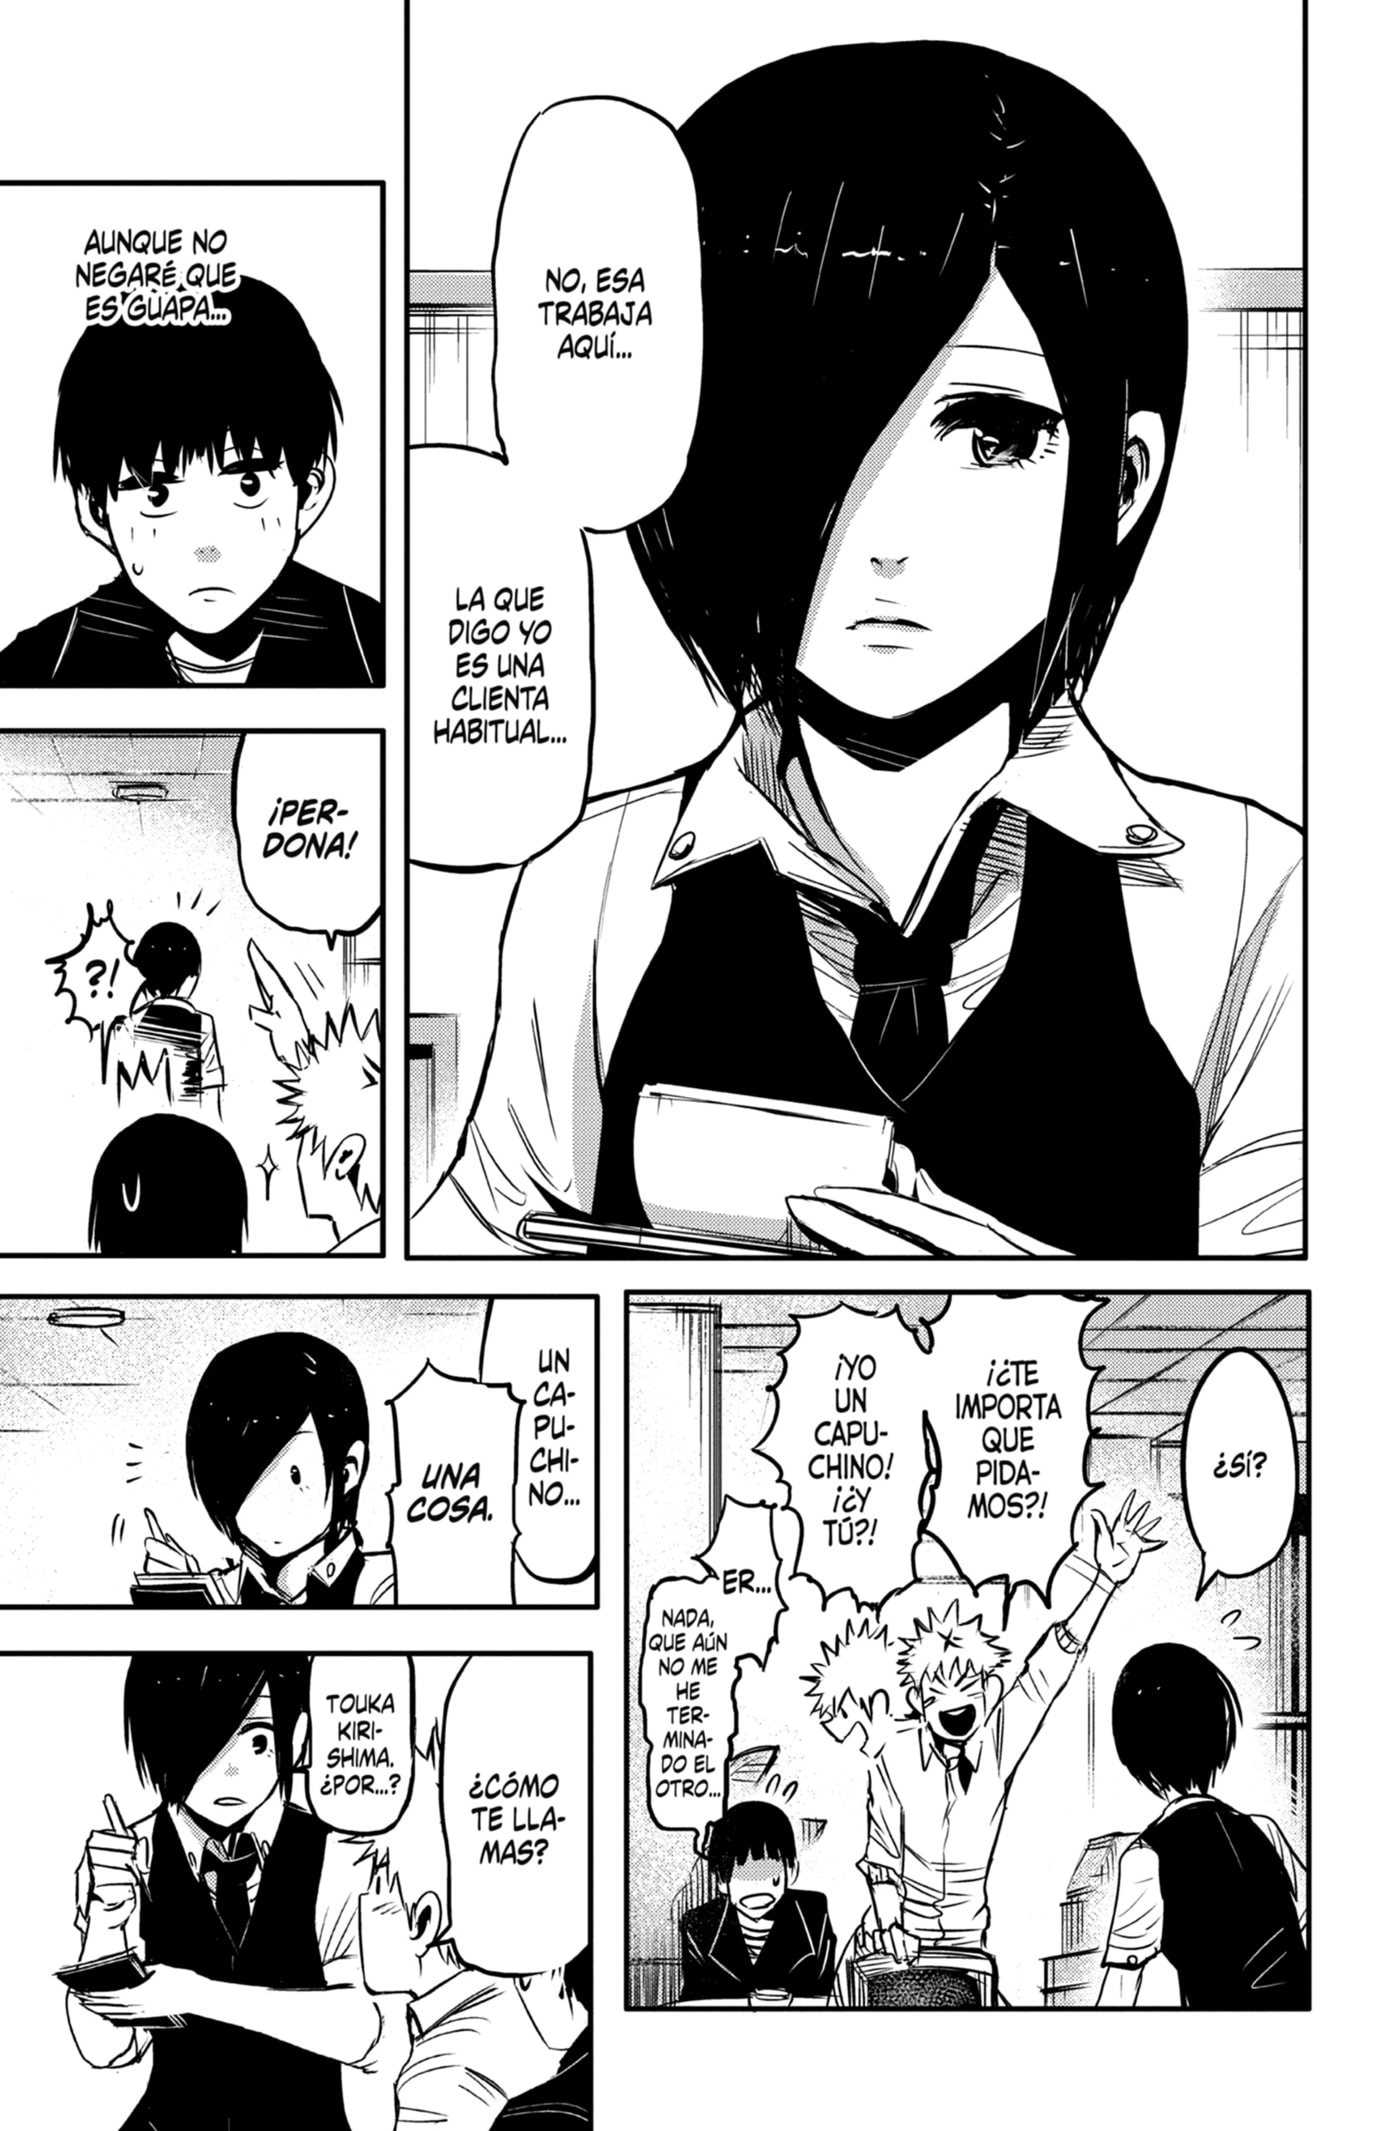 NO, ESA
TRABAJA
AQUÍ...
LA QUE
DIGO YO
ES UNA
CLIENTA
HABITUAL...
AUNQUE NO
NEGARÉ QUE
ES GUAPA...
¡PER-
DONA!
?!
¿SÍ?
¡¿TE
IMPORTA
QUE
PIDA-
MOS?!
¡YO
UN
CAPU-
CHINO!
¡¿Y
TÚ?!
ER...
NADA,
QUE AÚN
NO ME
HE
TER-
MINA-
DO EL
OTRO...
UN
CA-
PU-
CHI-
NO...
UNA
COSA.
¿CÓMO
TE LLA-
MAS?
TOUKA
KIRI-
SHIMA.
¿POR...?